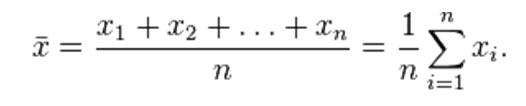 x̄ = (x₁ + x₂ + … + xₙ) / n = (1/n) ∑ᵢ₌₁ⁿ xᵢ.